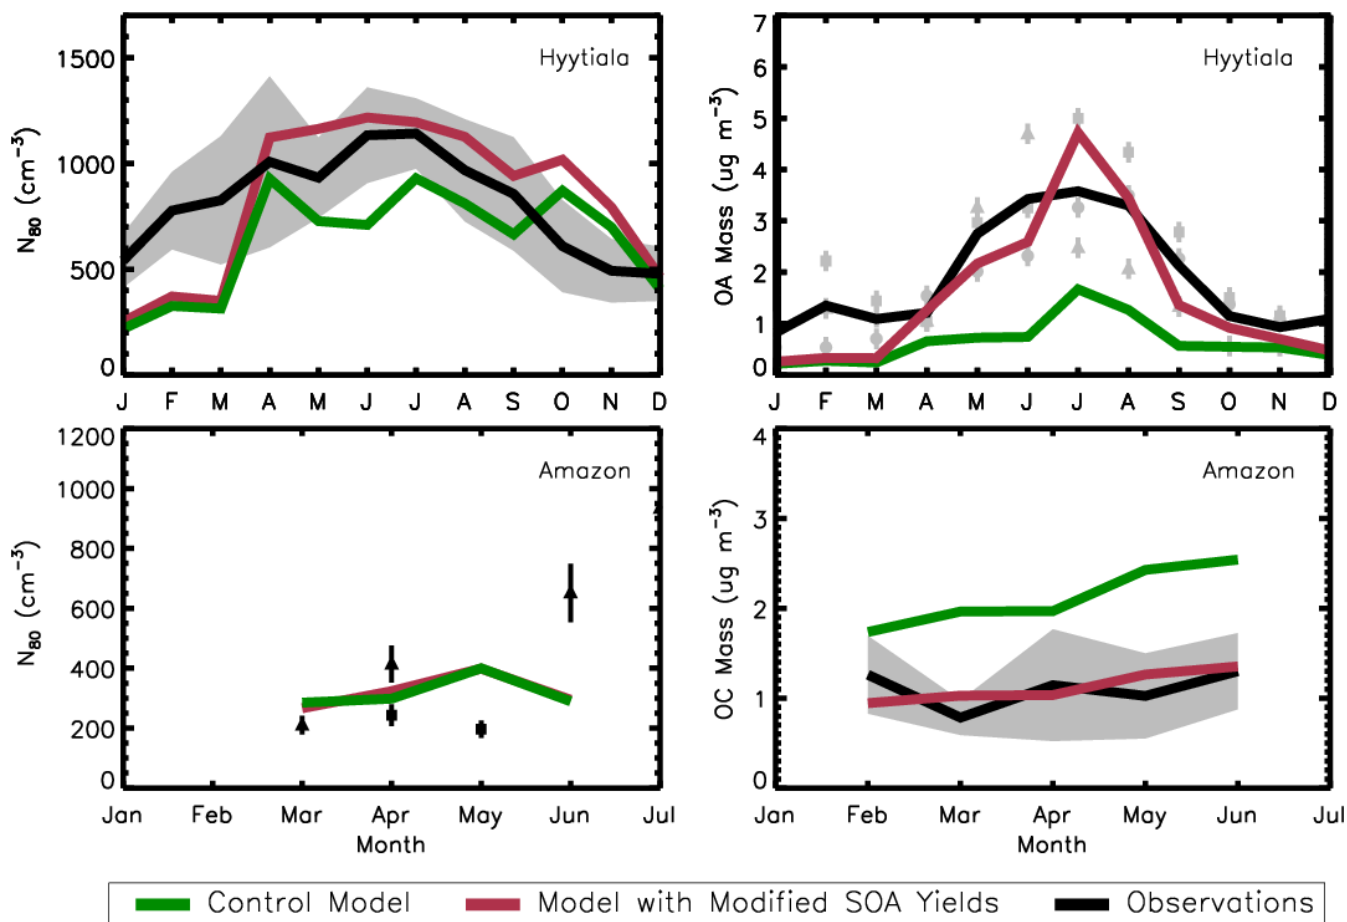 Hyytiala
1500
1000
500
0
N80 (cm−3)
J F M A M J J A S O N D
Hyytiala
7
6
5
4
3
2
1
0
OA Mass (ug m−3)
J F M A M J J A S O N D
Amazon
1200
1000
800
600
400
200
0
N80 (cm−3)
Jan Feb Mar Apr May Jun Jul
Month
Amazon
4
3
2
1
0
OC Mass (ug m−3)
Jan Feb Mar Apr May Jun Jul
Month
Control Model Model with Modified SOA Yields Observations